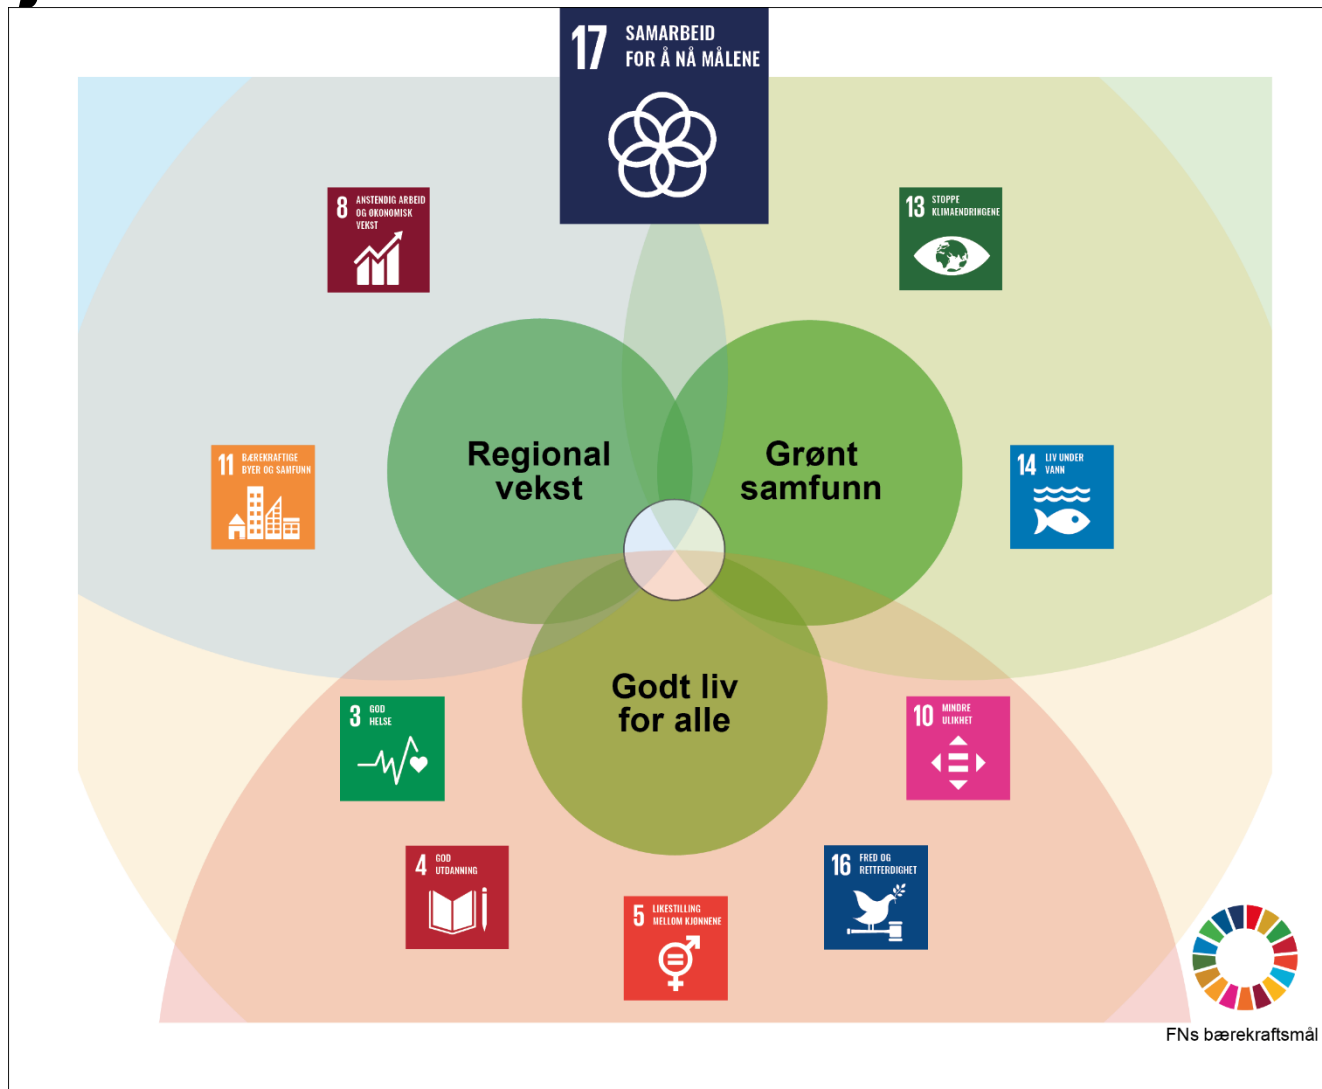 17 SAMARBEID
FOR Å NÅ MÅLENE
8 ANSTENDIG ARBEID
OG ØKONOMISK
VEKST
13 STOPPE
KLIMAENDRINGENE
Regional
vekst
Grønt
samfunn
11 BÆREKRAFTIGE
BYER OG SAMFUNN
14 LIV UNDER
VANN
Godt liv
for alle
3 GOD
HELSE
10 MINDRE
ULIKHET
4 GOD
UTDANNING
16 FRED OG
RETTFERDIGHET
5 LIKESTILLING
MELLOM KJØNNENE
FNs bærekraftsmål